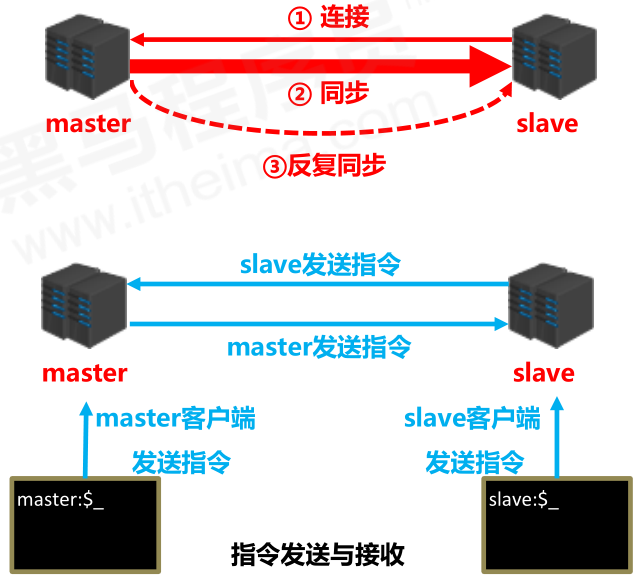 ① 连接
② 同步
master
slave
③反复同步
黑马程序员
www.itheima.com
slave发送指令
master发送指令
master
slave
master客户端
发送指令
slave客户端
发送指令
master:$_
slave:$_
指令发送与接收